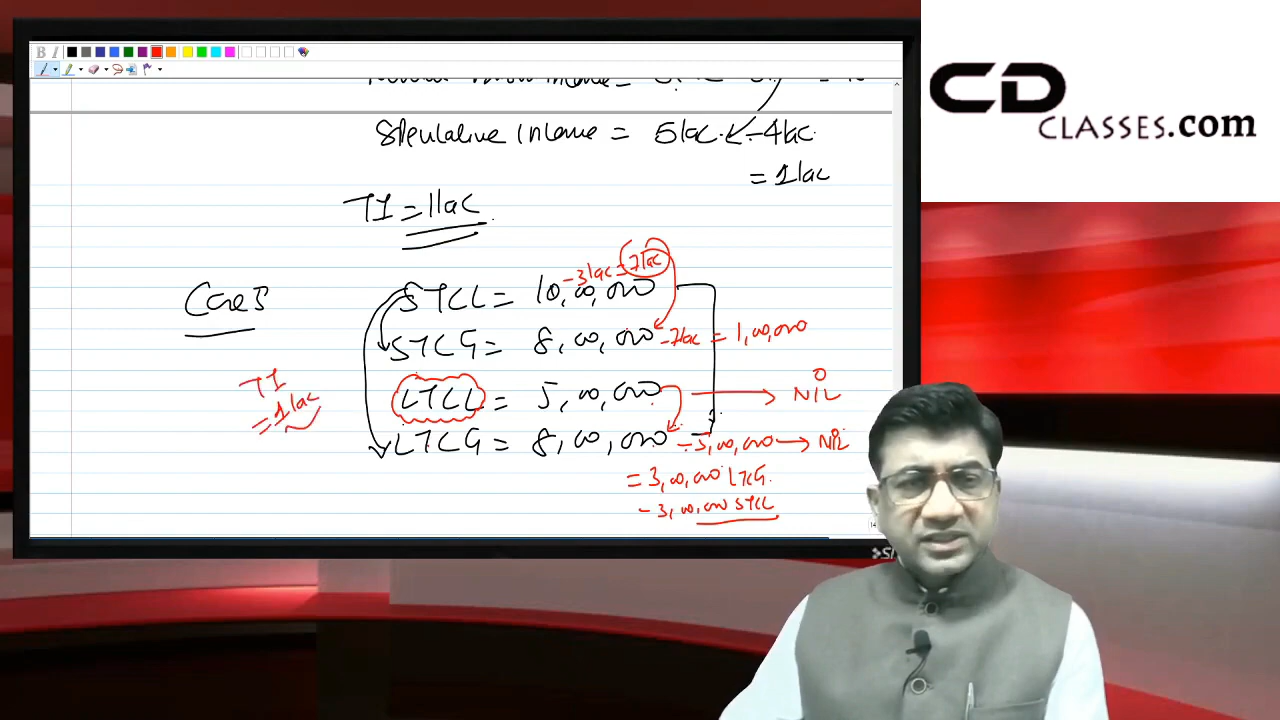 Speculative Income = 5lac - 4lac
= 1lac
TI = 1lac
- 3lac = 7lac
Case 3
STCL = 10,00,000
STCG = 8,00,000 - 7lac = 1,00,000
TI
= 1lac
LTCL = 5,00,000 → NIL
LTCG = 8,00,000 - 5,00,000 → NIL
= 3,00,000 LTCG
- 3,00,000 STCL
CD
CLASSES.com